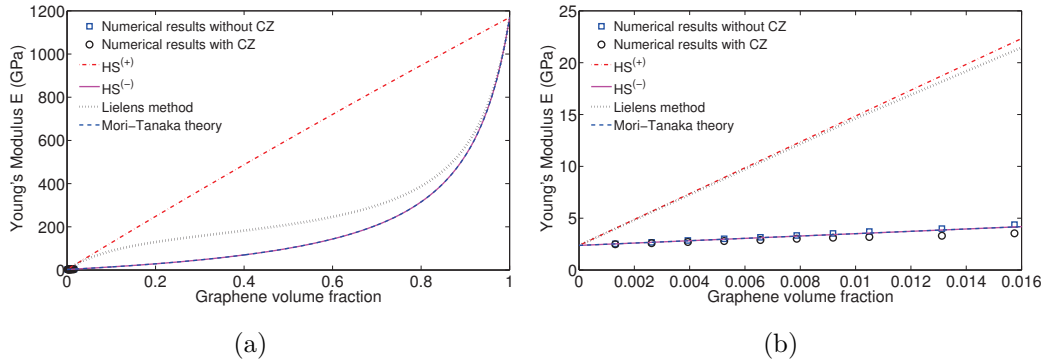 1200
1000
800
600
400
200
0
Young's Modulus E (GPa)
Numerical results without CZ
Numerical results with CZ
HS(+)
HS(−)
Lielens method
Mori−Tanaka theory
0 0.2 0.4 0.6 0.8 1
Graphene volume fraction
(a)
25
20
15
10
5
0
Young's Modulus E (GPa)
Numerical results without CZ
Numerical results with CZ
HS(+)
HS(−)
Lielens method
Mori−Tanaka theory
0 0.002 0.004 0.006 0.008 0.01 0.012 0.014 0.016
Graphene volume fraction
(b)